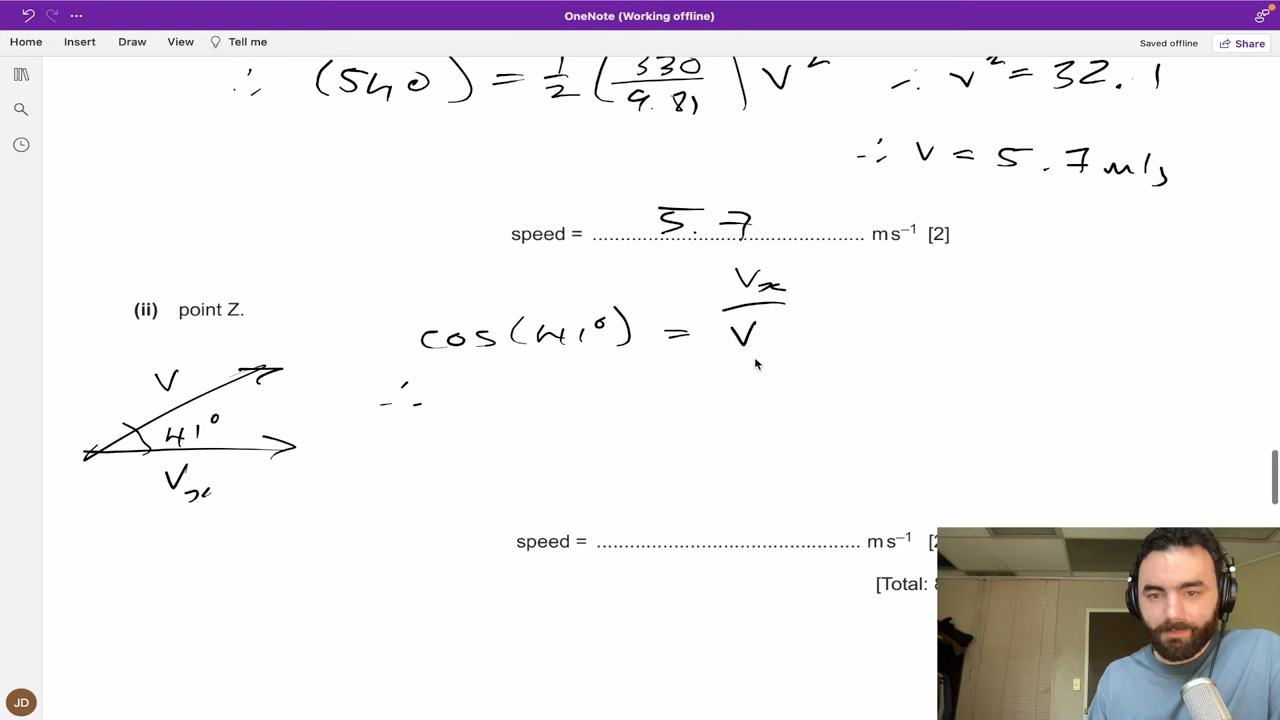 OneNote (Working offline)
Home Insert Draw View Tell me Saved offline Share
∴ (540) = 1/2 (330/9.81) v² ∴ v² = 32.1
∴ v = 5.7 m/s
speed = 5.7 m s⁻¹ [2]
(ii) point Z.
cos(41°) = Vx/V
V
∴
41°
Vx
speed = ............................................. m s⁻¹
[Total:
JD